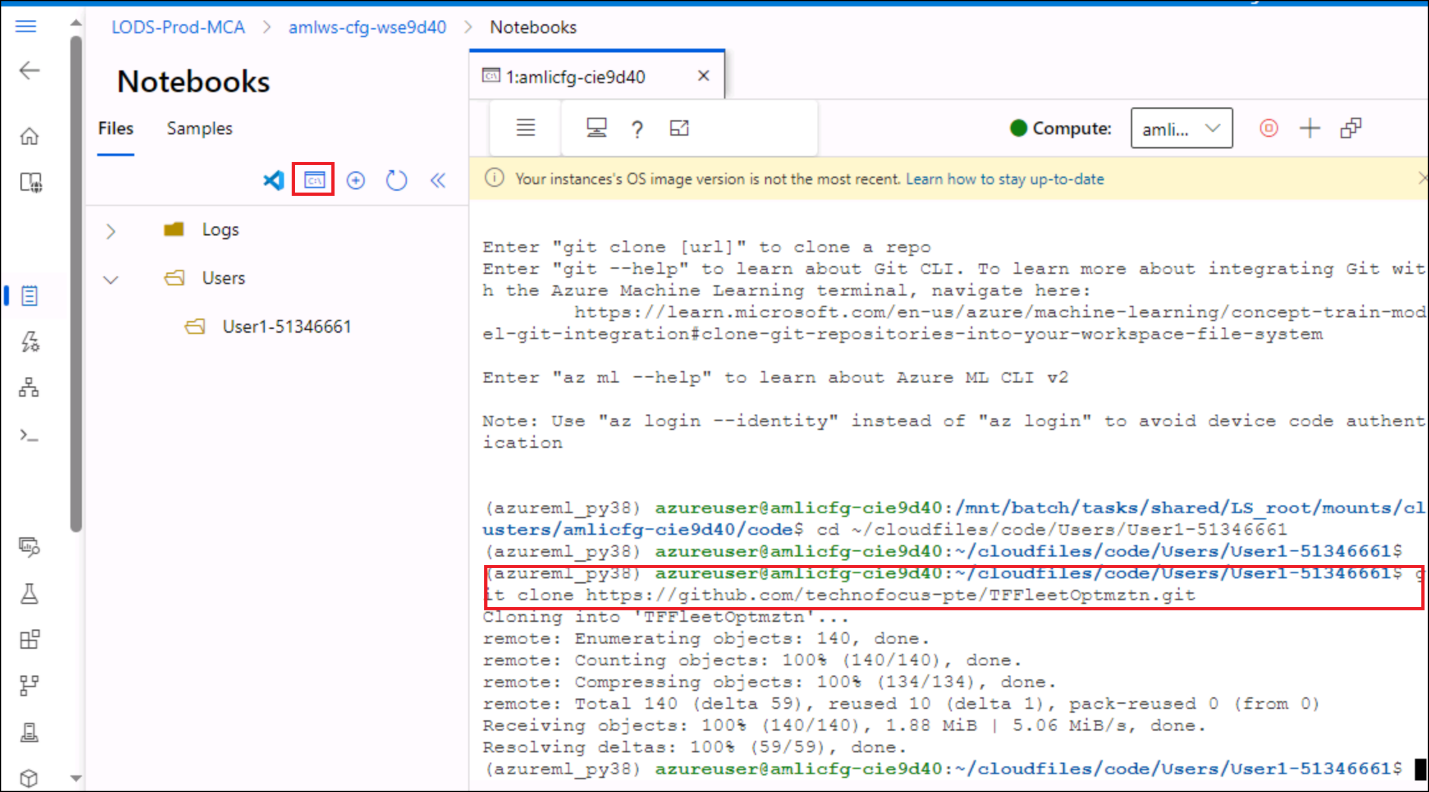 LODS-Prod-MCA > amlws-cfg-wse9d40 > Notebooks
Notebooks
Files Samples
Logs
Users
User1-51346661
1:amlicfg-cie9d40
? Compute: amli...
Your instances's OS image version is not the most recent. Learn how to stay up-to-date
Enter "git clone [url]" to clone a repo
Enter "git --help" to learn about Git CLI. To learn more about integrating Git wit
h the Azure Machine Learning terminal, navigate here:
https://learn.microsoft.com/en-us/azure/machine-learning/concept-train-mod
el-git-integration#clone-git-repositories-into-your-workspace-file-system
Enter "az ml --help" to learn about Azure ML CLI v2
Note: Use "az login --identity" instead of "az login" to avoid device code authent
ication
(azureml_py38) azureuser@amlicfg-cie9d40:/mnt/batch/tasks/shared/LS_root/mounts/cl
usters/amlicfg-cie9d40/code$ cd ~/cloudfiles/code/Users/User1-51346661
(azureml_py38) azureuser@amlicfg-cie9d40:~/cloudfiles/code/Users/User1-51346661$
(azureml_py38) azureuser@amlicfg-cie9d40:~/cloudfiles/code/Users/User1-51346661$ g
it clone https://github.com/technofocus-pte/TFFleetOptmztn.git
Cloning into 'TFFleetOptmztn'...
remote: Enumerating objects: 140, done.
remote: Counting objects: 100% (140/140), done.
remote: Compressing objects: 100% (134/134), done.
remote: Total 140 (delta 59), reused 10 (delta 1), pack-reused 0 (from 0)
Receiving objects: 100% (140/140), 1.88 MiB | 5.06 MiB/s, done.
Resolving deltas: 100% (59/59), done.
(azureml_py38) azureuser@amlicfg-cie9d40:~/cloudfiles/code/Users/User1-51346661$